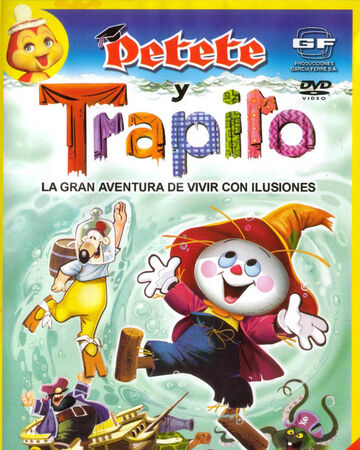 Petete
GF
PRODUCCIONES
GARCIA FERRE S.A.
y
DVD
VIDEO
Trapito
LA GRAN AVENTURA DE VIVIR CON ILUSIONES